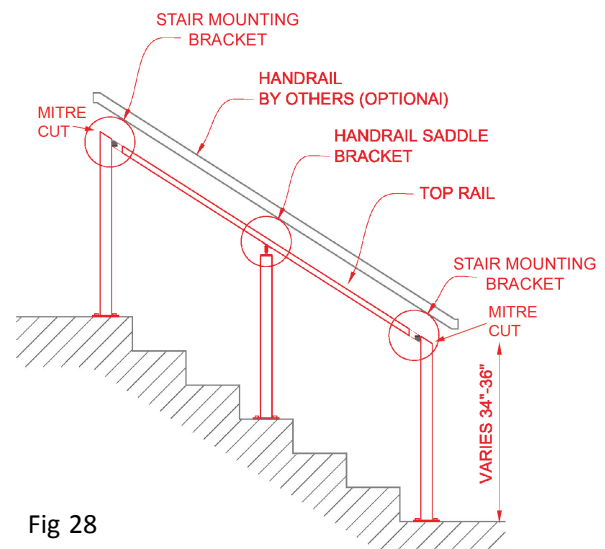 STAIR MOUNTING
BRACKET
HANDRAIL
BY OTHERS (OPTIONAl)
MITRE
CUT
HANDRAIL SADDLE
BRACKET
TOP RAIL
STAIR MOUNTING
BRACKET
MITRE
CUT
VARIES 34"-36"
Fig 28